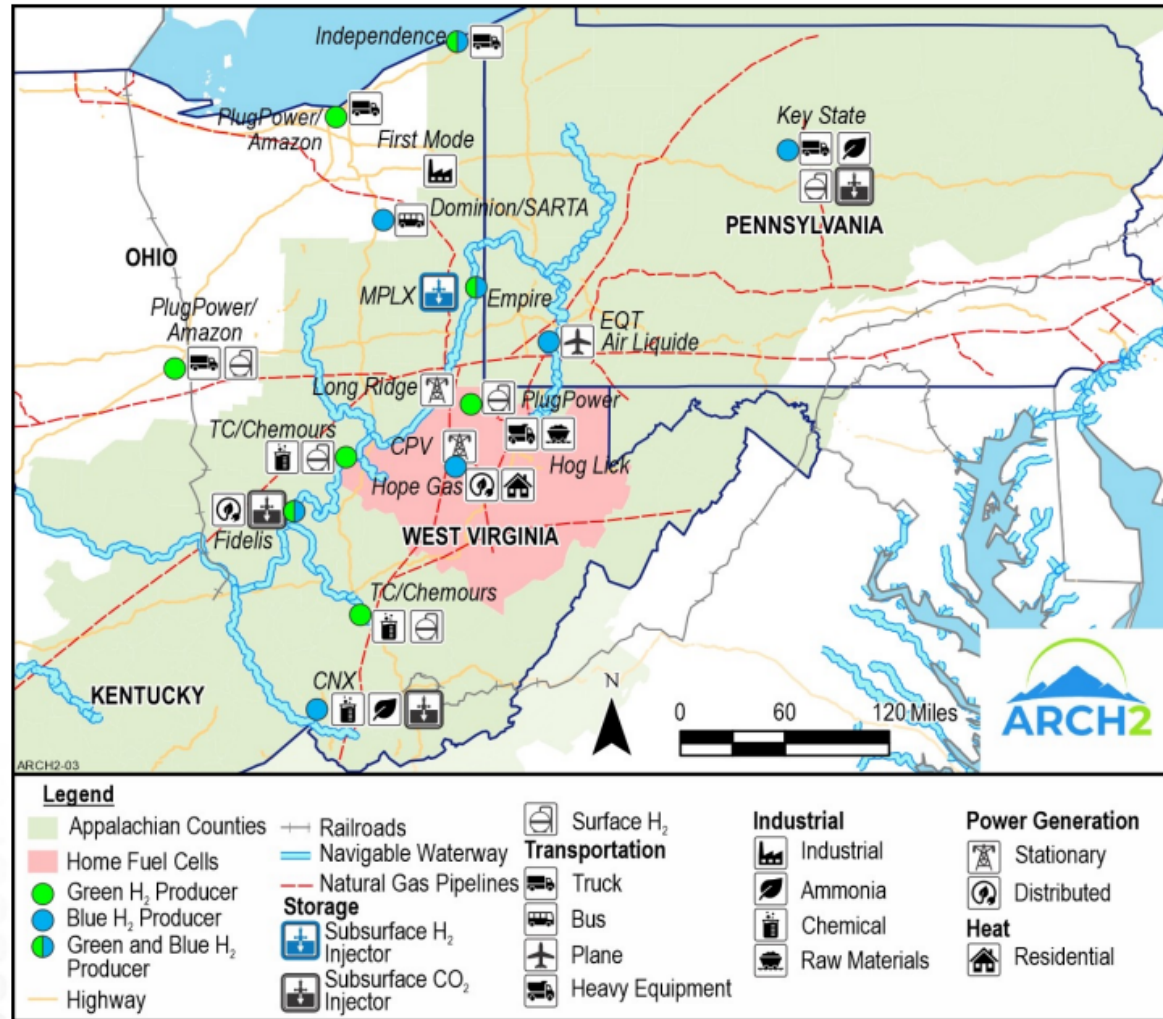 Independence
PlugPower/
Amazon
First Mode
Key State
Dominion/SARTA
PENNSYLVANIA
OHIO
MPLX
Empire
PlugPower/
Amazon
EQT
Air Liquide
Long Ridge
PlugPower
TC/Chemours
CPV
Hog Lick
Hope Gas
WEST VIRGINIA
Fidelis
TC/Chemours
KENTUCKY
CNX
N
0 60 120 Miles
ARCH2
ARCH2-03
Legend
Appalachian Counties
Home Fuel Cells
Green H₂ Producer
Blue H₂ Producer
Green and Blue H₂
Producer
Highway
Railroads
Navigable Waterway
Natural Gas Pipelines
Storage
Subsurface H₂
Injector
Subsurface CO₂
Injector
Surface H₂
Transportation
Truck
Bus
Plane
Heavy Equipment
Industrial
Industrial
Ammonia
Chemical
Raw Materials
Power Generation
Stationary
Distributed
Heat
Residential